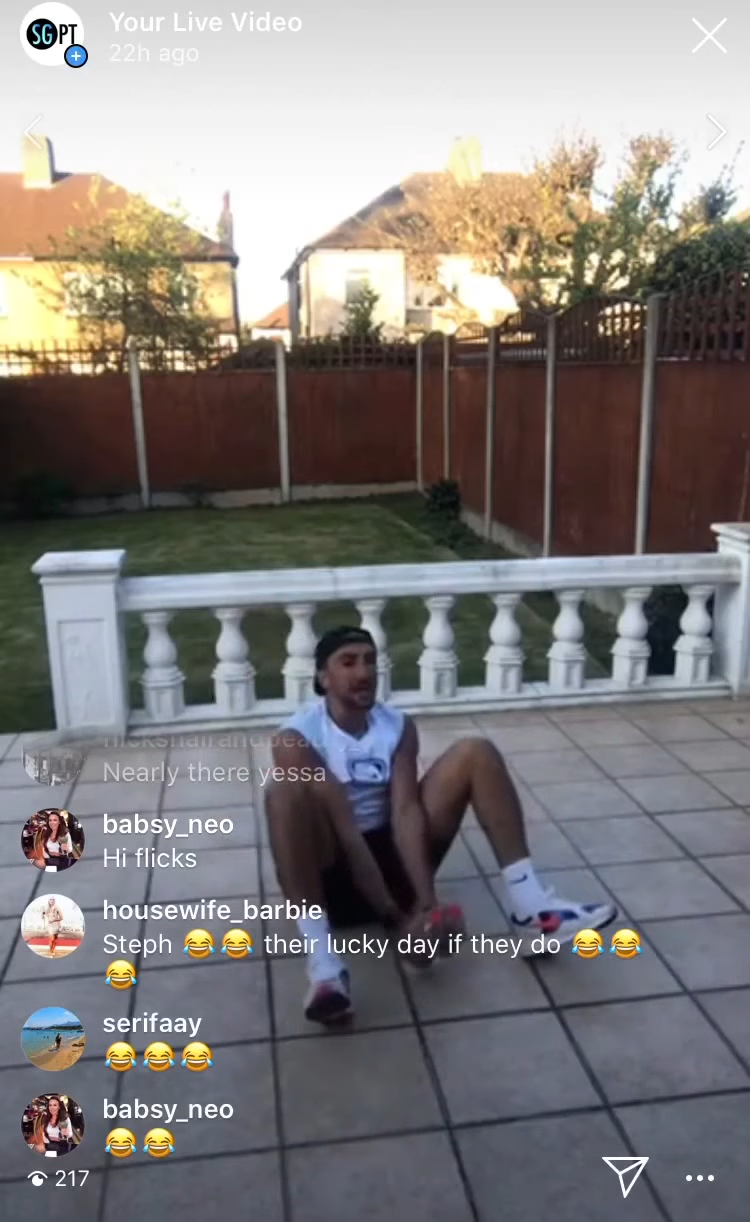 SGPT
Your Live Video
22h ago
Nearly there yessa
babsy_neo
Hi flicks
housewife_barbie
Steph 😂😂 their lucky day if they do 😂😂
😂
serifaay
😂😂😂
babsy_neo
😂😂
217